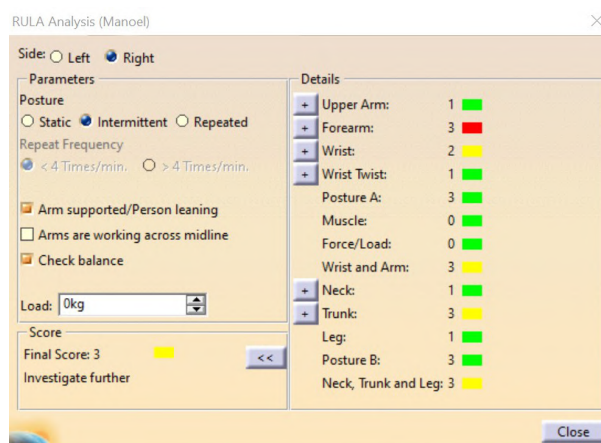 RULA Analysis (Manoel)
Side: Left Right
Parameters
Posture
Static Intermittent Repeated
Repeat Frequency
< 4 Times/min. > 4 Times/min.
Arm supported/Person leaning
Arms are working across midline
Check balance
Load: 0kg
Score
Final Score: 3
<<
Investigate further
Details
+ Upper Arm: 1
+ Forearm: 3
+ Wrist: 2
+ Wrist Twist: 1
Posture A: 3
Muscle: 0
Force/Load: 0
Wrist and Arm: 3
+ Neck: 1
+ Trunk: 3
Leg: 1
Posture B: 3
Neck, Trunk and Leg: 3
Close